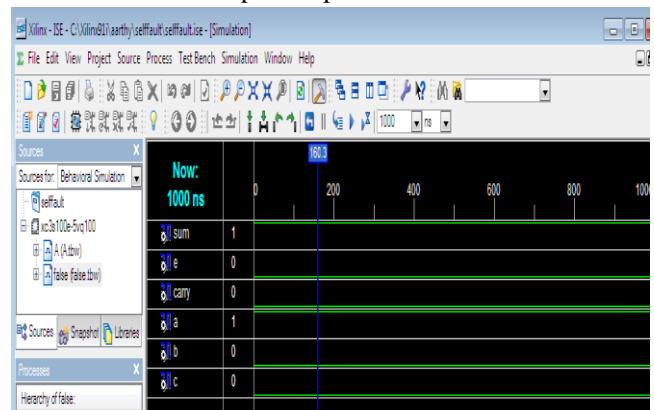 Xilinx - ISE - C:\Xilinx91i\aarthy\selffault\selffault.ise - [Simulation]
File Edit View Project Source Process Test Bench Simulation Window Help
1000 ns
Sources
Sources for: Behavioral Simulation
selffault
xc3s100e-5vq100
A (A.tbw)
false (false.tbw)
Sources Snapshot Libraries
Processes
Hierarchy of false:
160.3
Now:
1000 ns
0 200 400 600 800
sum 1
e 0
carry 0
a 1
b 0
c 0